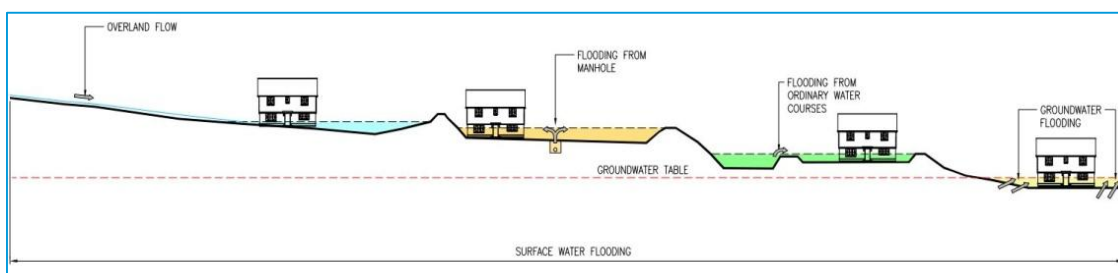 OVERLAND FLOW
FLOODING FROM
MANHOLE
FLOODING FROM
ORDINARY WATER
COURSES
GROUNDWATER
FLOODING
GROUNDWATER TABLE
SURFACE WATER FLOODING